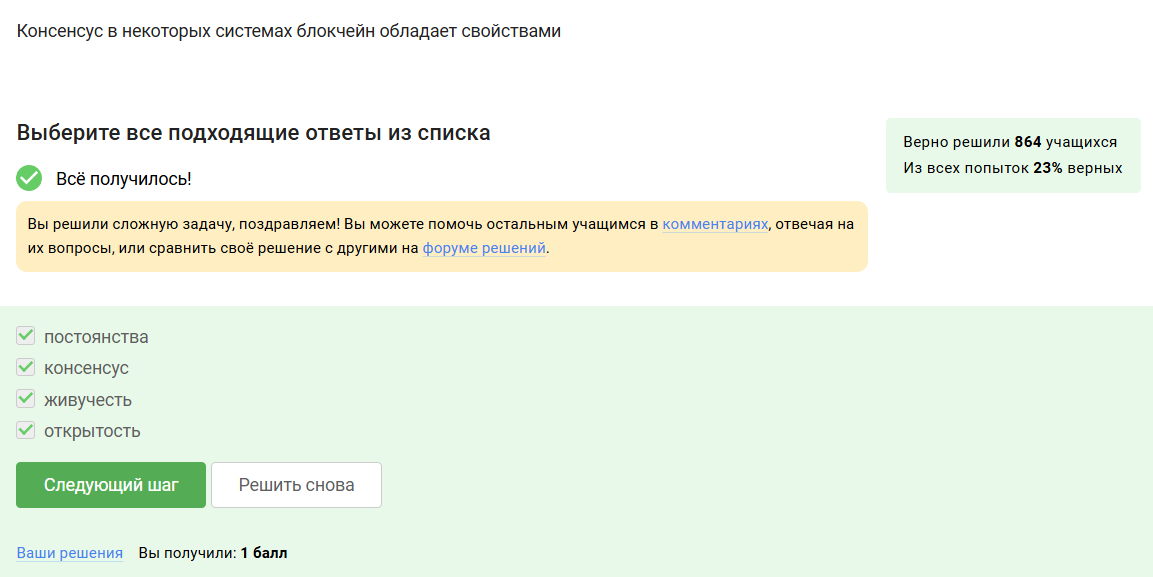 Консенсус в некоторых системах блокчейн обладает свойствами
Выберите все подходящие ответы из списка
Верно решили 864 учащихся
Из всех попыток 23% верных
Всё получилось!
Вы решили сложную задачу, поздравляем! Вы можете помочь остальным учащимся в комментариях, отвечая на
их вопросы, или сравнить своё решение с другими на форуме решений.
постоянства
консенсус
живучесть
открытость
Следующий шаг
Решить снова
Ваши решения Вы получили: 1 балл